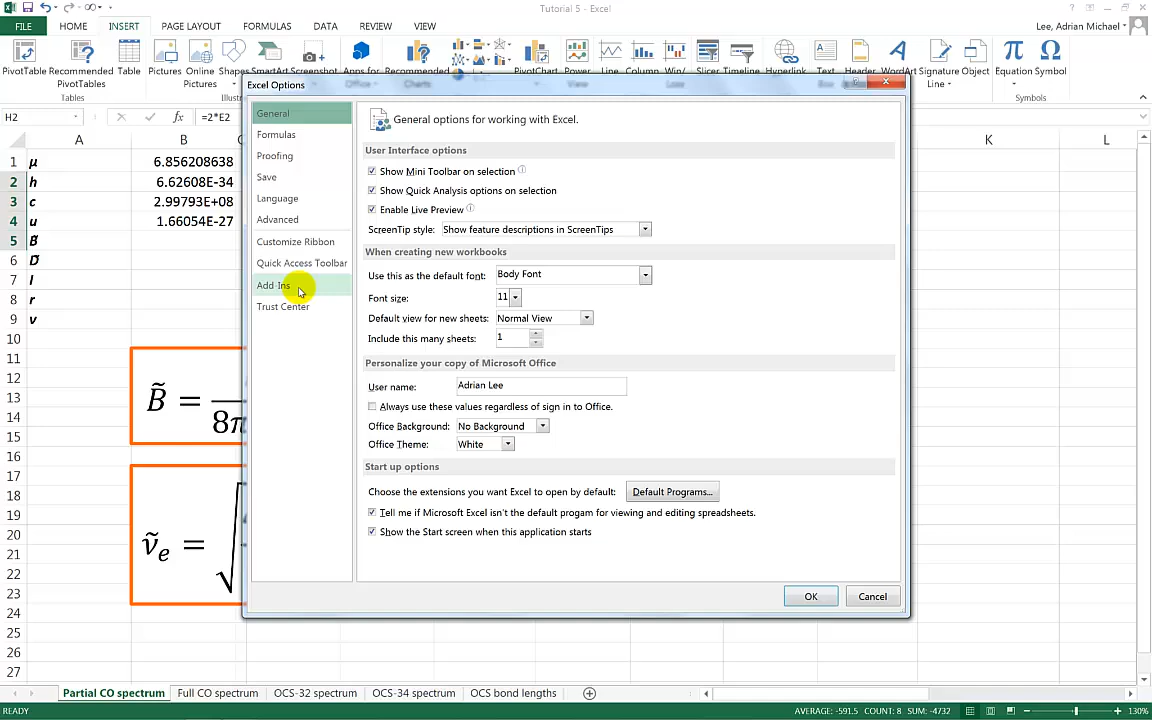 Tutorial 5 - Excel
FILE HOME INSERT PAGE LAYOUT FORMULAS DATA REVIEW VIEW Lee, Adrian Michael
PivotTable Recommended PivotTables Table Pictures Online Pictures Shapes SmartArt Screenshot Apps for Recommended PivotChart Power Line Column Win/ Slicer Timeline Hyperlink Text Header WordArt Signature Line Object Equation Symbol
Tables Symbols
H2 fx =2*E2
Excel Options
General
Formulas
Proofing
Save
Language
Advanced
Customize Ribbon
Quick Access Toolbar
Add-Ins
Trust Center
General options for working with Excel.
User Interface options
Show Mini Toolbar on selection
Show Quick Analysis options on selection
Enable Live Preview
ScreenTip style: Show feature descriptions in ScreenTips
When creating new workbooks
Use this as the default font: Body Font
Font size: 11
Default view for new sheets: Normal View
Include this many sheets: 1
Personalize your copy of Microsoft Office
User name: Adrian Lee
Always use these values regardless of sign in to Office.
Office Background: No Background
Office Theme: White
Start up options
Choose the extensions you want Excel to open by default: Default Programs...
Tell me if Microsoft Excel isn't the default progam for viewing and editing spreadsheets.
Show the Start screen when this application starts
OK Cancel
A B K L
1 μ 6.856208638
2 h 6.62608E-34
3 c 2.99793E+08
4 u 1.66054E-27
5 B̃
6 D̃
7 I
8 r
9 v
10
11
12
13
14
15
16
17
18
19
20
21
22
23
24
25
26
27
B̃ = 8π
ṽe = √
Partial CO spectrum Full CO spectrum OCS-32 spectrum OCS-34 spectrum OCS bond lengths
READY AVERAGE: -591.5 COUNT: 8 SUM: -4732 130%